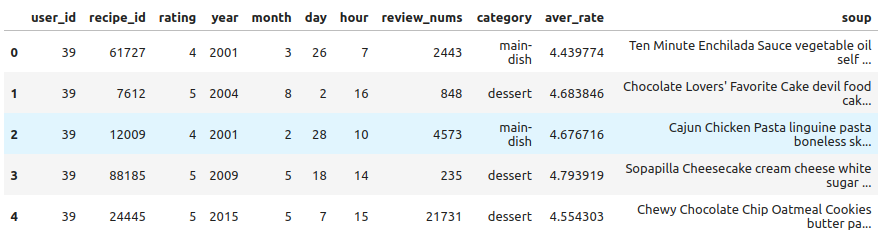 user_id recipe_id rating year month day hour review_nums category aver_rate soup
0 39 61727 4 2001 3 26 7 2443 main-dish 4.439774 Ten Minute Enchilada Sauce vegetable oil self ...
1 39 7612 5 2004 8 2 16 848 dessert 4.683846 Chocolate Lovers' Favorite Cake devil food cak...
2 39 12009 4 2001 2 28 10 4573 main-dish 4.676716 Cajun Chicken Pasta linguine pasta boneless sk...
3 39 88185 5 2009 5 18 14 235 dessert 4.793919 Sopapilla Cheesecake cream cheese white sugar ...
4 39 24445 5 2015 5 7 15 21731 dessert 4.554303 Chewy Chocolate Chip Oatmeal Cookies butter pa...